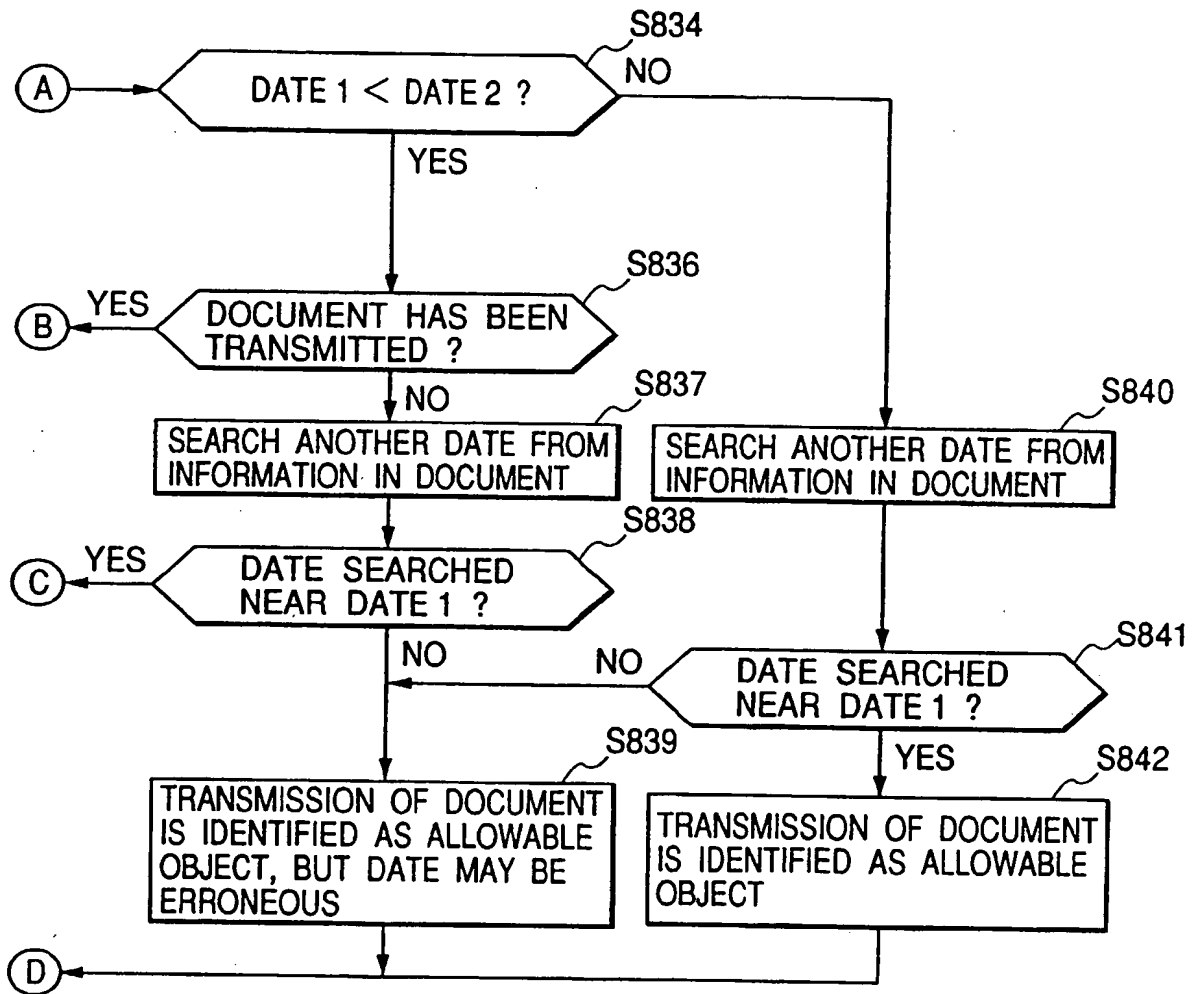 S834
A
DATE 1 < DATE 2 ?
NO
YES
S836
B
YES
DOCUMENT HAS BEEN
TRANSMITTED ?
NO
S837
SEARCH ANOTHER DATE FROM
INFORMATION IN DOCUMENT
S840
SEARCH ANOTHER DATE FROM
INFORMATION IN DOCUMENT
S838
C
YES
DATE SEARCHED
NEAR DATE 1 ?
NO
S841
NO
DATE SEARCHED
NEAR DATE 1 ?
YES
S839
TRANSMISSION OF DOCUMENT
IS IDENTIFIED AS ALLOWABLE
OBJECT, BUT DATE MAY BE
ERRONEOUS
S842
TRANSMISSION OF DOCUMENT
IS IDENTIFIED AS ALLOWABLE
OBJECT
D